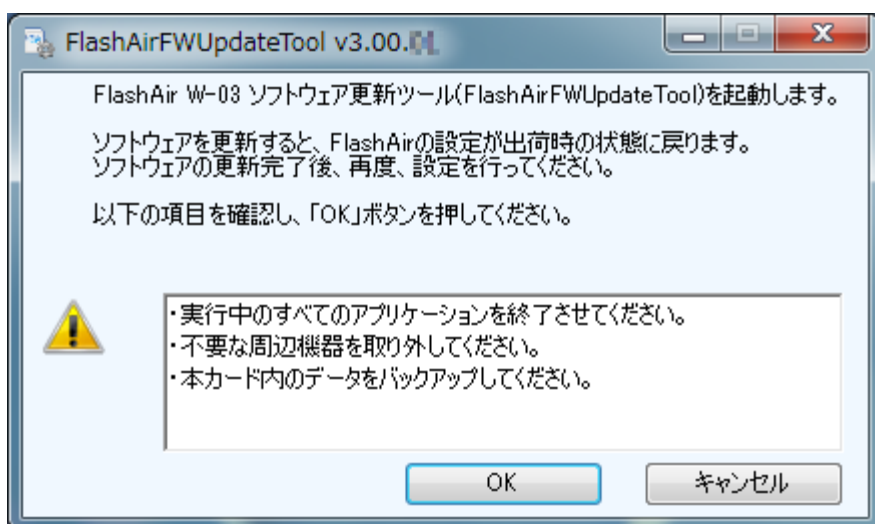 FlashAirFWUpdateTool v3.00.
FlashAir W-03 ソフトウェア更新ツール(FlashAirFWUpdateTool)を起動します。
ソフトウェアを更新すると、FlashAirの設定が出荷時の状態に戻ります。
ソフトウェアの更新完了後、再度、設定を行ってください。
以下の項目を確認し、「OK」ボタンを押してください。
・実行中のすべてのアプリケーションを終了させてください。
・不要な周辺機器を取り外してください。
・本カード内のデータをバックアップしてください。
OK
キャンセル